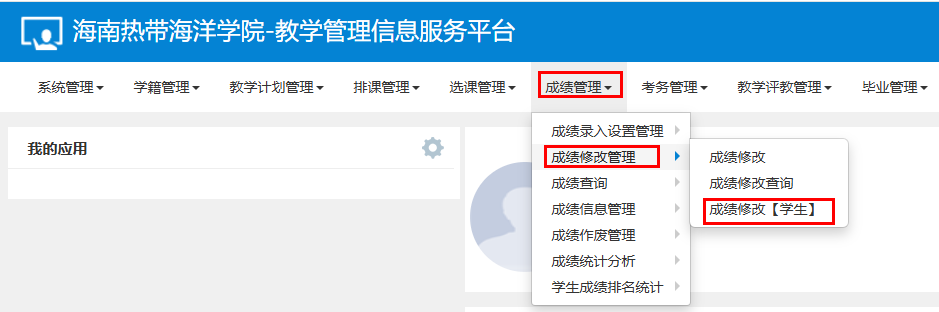 海南热带海洋学院-教学管理信息服务平台
系统管理 学籍管理 教学计划管理 排课管理 选课管理 成绩管理 考务管理 教学评教管理 毕业管理
我的应用
成绩录入设置管理
成绩修改管理
成绩查询
成绩信息管理
成绩作废管理
成绩统计分析
学生成绩排名统计
成绩修改
成绩修改查询
成绩修改【学生】